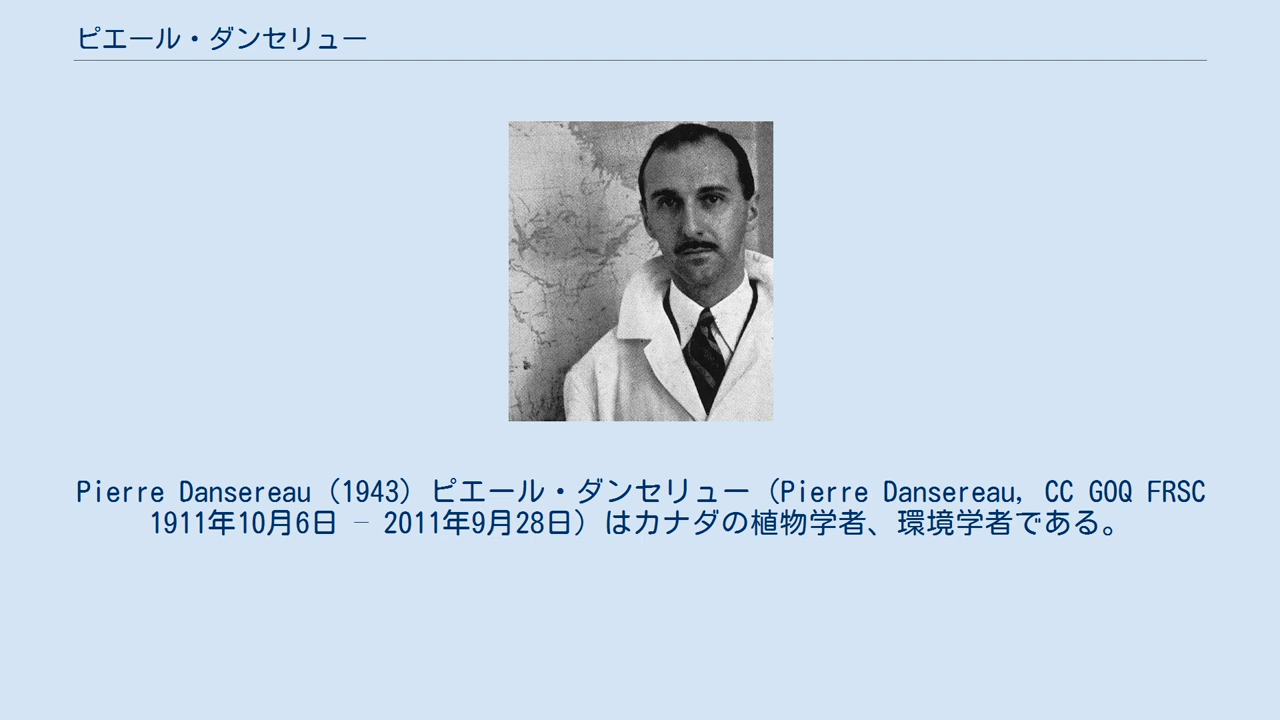 ピエール・ダンセリュー
Pierre Dansereau (1943) ピエール・ダンセリュー (Pierre Dansereau, CC GOQ FRSC
1911年10月6日 – 2011年9月28日) はカナダの植物学者、環境学者である。